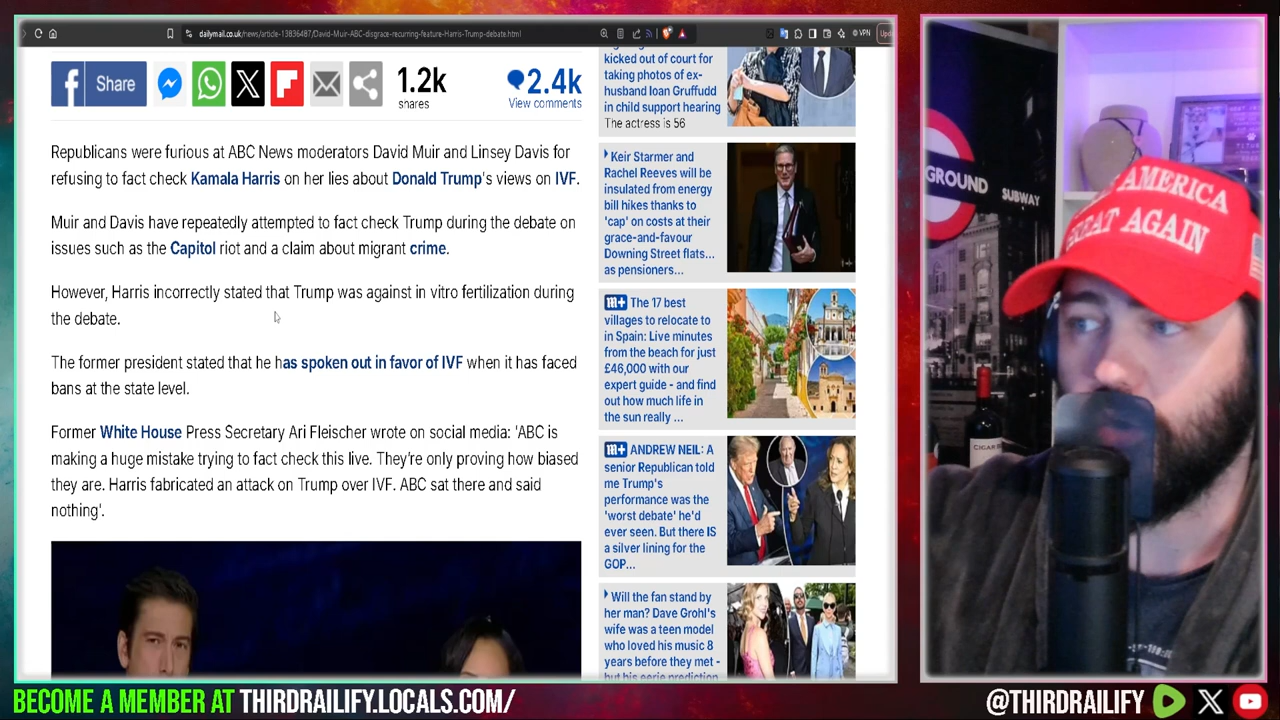 dailymail.co.uk/news/article-13836487/David-Muir-ABC-disgrace-recurring-feature-Harris-Trump-debate.html
VPN
Share
1.2k
shares
2.4k
View comments
Republicans were furious at ABC News moderators David Muir and Linsey Davis for
refusing to fact check Kamala Harris on her lies about Donald Trump's views on IVF.
Muir and Davis have repeatedly attempted to fact check Trump during the debate on
issues such as the Capitol riot and a claim about migrant crime.
However, Harris incorrectly stated that Trump was against in vitro fertilization during
the debate.
The former president stated that he has spoken out in favor of IVF when it has faced
bans at the state level.
Former White House Press Secretary Ari Fleischer wrote on social media: 'ABC is
making a huge mistake trying to fact check this live. They're only proving how biased
they are. Harris fabricated an attack on Trump over IVF. ABC sat there and said
nothing'.
kicked out of court for
taking photos of ex-
husband Ioan Gruffudd
in child support hearing
The actress is 56
Keir Starmer and
Rachel Reeves will be
insulated from energy
bill hikes thanks to
'cap' on costs at their
grace-and-favour
Downing Street flats...
as pensioners...
m+ The 17 best
villages to relocate to
in Spain: Live minutes
from the beach for just
£46,000 with our
expert guide - and find
out how much life in
the sun really ...
m+ ANDREW NEIL: A
senior Republican told
me Trump's
performance was the
'worst debate' he'd
ever seen. But there IS
a silver lining for the
GOP...
Will the fan stand by
her man? Dave Grohl's
wife was a teen model
who loved his music 8
years before they met -
but his eerie prediction
GROUND
SUBWAY
AMERICA
GREAT AGAIN
CIGAR
BECOME A MEMBER AT THIRDRAILIFY.LOCALS.COM/
@THIRDRAILIFY